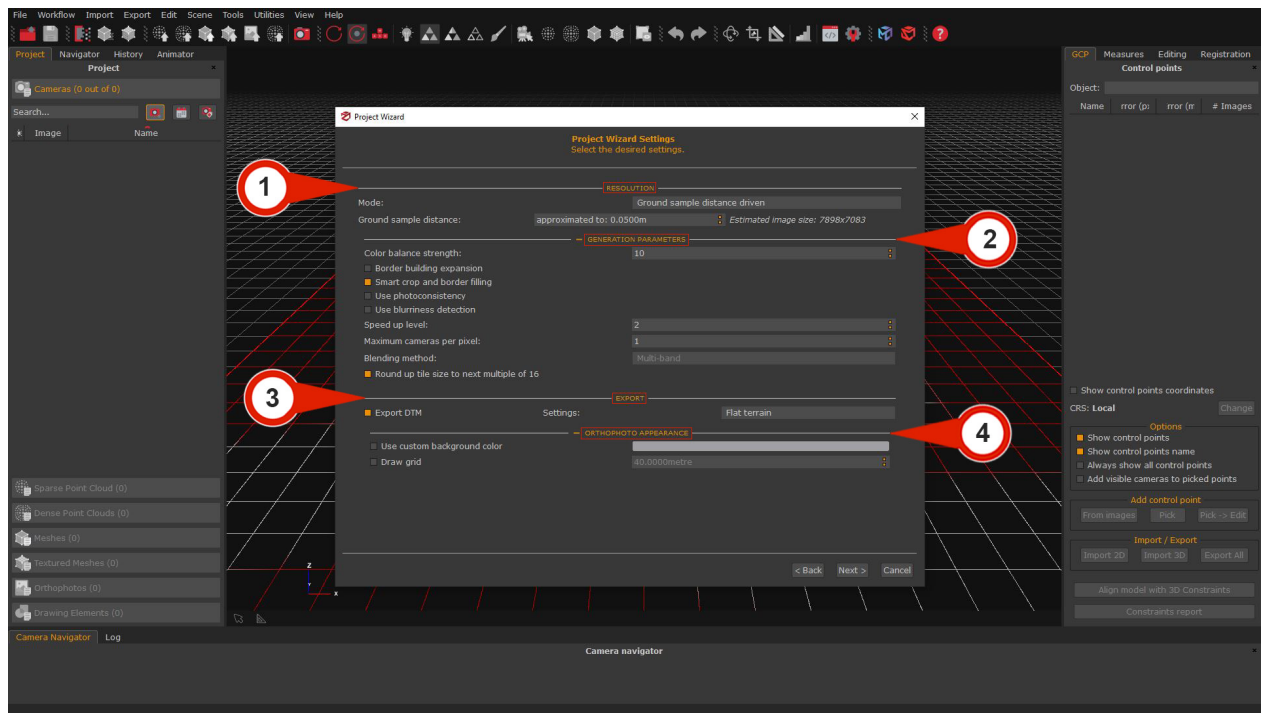 File Workflow Import Export Edit Scene Tools Utilities View Help
Project Navigator History Animator
Project
Cameras (0 out of 0)
Search...
Image Name
Sparse Point Cloud (0)
Dense Point Clouds (0)
Meshes (0)
Textured Meshes (0)
Orthophotos (0)
Drawing Elements (0)
z
Y
x
Project Wizard
Project Wizard Settings
Select the desired settings.
1
RESOLUTION
Mode: Ground sample distance driven
Ground sample distance: approximated to: 0.0500m Estimated image size: 7898x7083
2
GENERATION PARAMETERS
Color balance strength: 10
Border building expansion
Smart crop and border filling
Use photoconsistency
Use blurriness detection
Speed up level: 2
Maximum cameras per pixel: 1
Blending method: Multi-band
Round up tile size to next multiple of 16
3
EXPORT
Export DTM Settings: Flat terrain
4
ORTHOPHOTO APPEARANCE
Use custom background color
Draw grid 40.0000metre
< Back Next > Cancel
GCP Measures Editing Registration
Control points
Object:
Name rror (p: rror (m # Images
Show control points coordinates
CRS: Local Change
Options
Show control points
Show control points name
Always show all control points
Add visible cameras to picked points
Add control point
From images Pick Pick -> Edit
Import / Export
Import 2D Import 3D Export All
Align model with 3D Constraints
Constraints report
Camera Navigator Log
Camera navigator